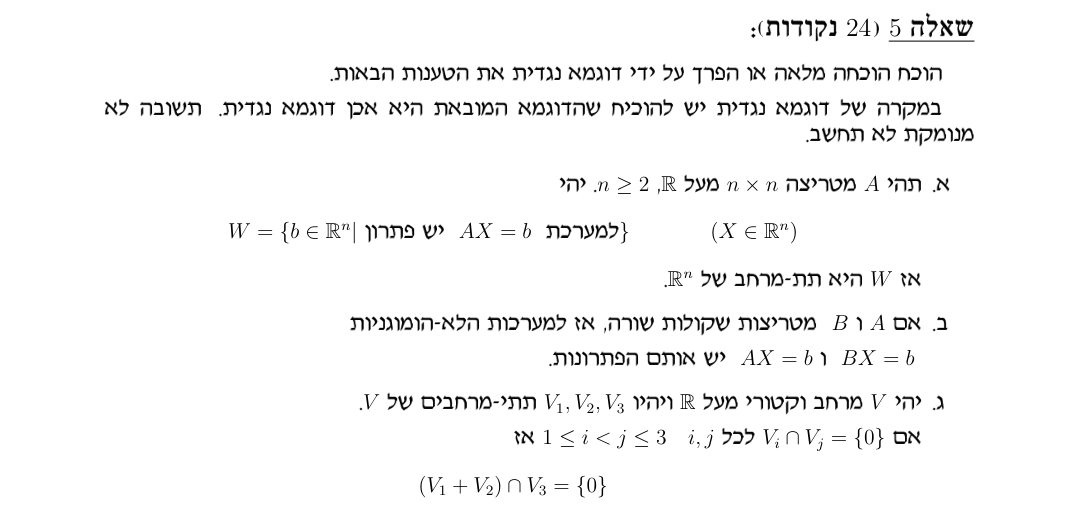 שאלה 5 (24 נקודות):
הוכח הוכחה מלאה או הפרך על ידי דוגמא נגדית את הטענות הבאות.
במקרה של דוגמא נגדית יש להוכיח שהדוגמא המובאת היא אכן דוגמא נגדית. תשובה לא
מנומקת לא תחשב.
א. תהי A מטריצה n × n מעל ℝ, n ≥ 2. יהי
W = {b ∈ ℝⁿ| יש פתרון AX = b למערכת} (X ∈ ℝⁿ)
אז W היא תת-מרחב של ℝⁿ.
ב. אם A ו B מטריצות שקולות שורה, אז למערכות הלא-הומוגניות
BX = b ו AX = b יש אותם הפתרונות.
ג. יהי V מרחב וקטורי מעל ℝ ויהיו V₁, V₂, V₃ תתי-מרחבים של V.
אם Vᵢ ∩ Vⱼ = {0} לכל i, j 1 ≤ i < j ≤ 3 אז
(V₁ + V₂) ∩ V₃ = {0}